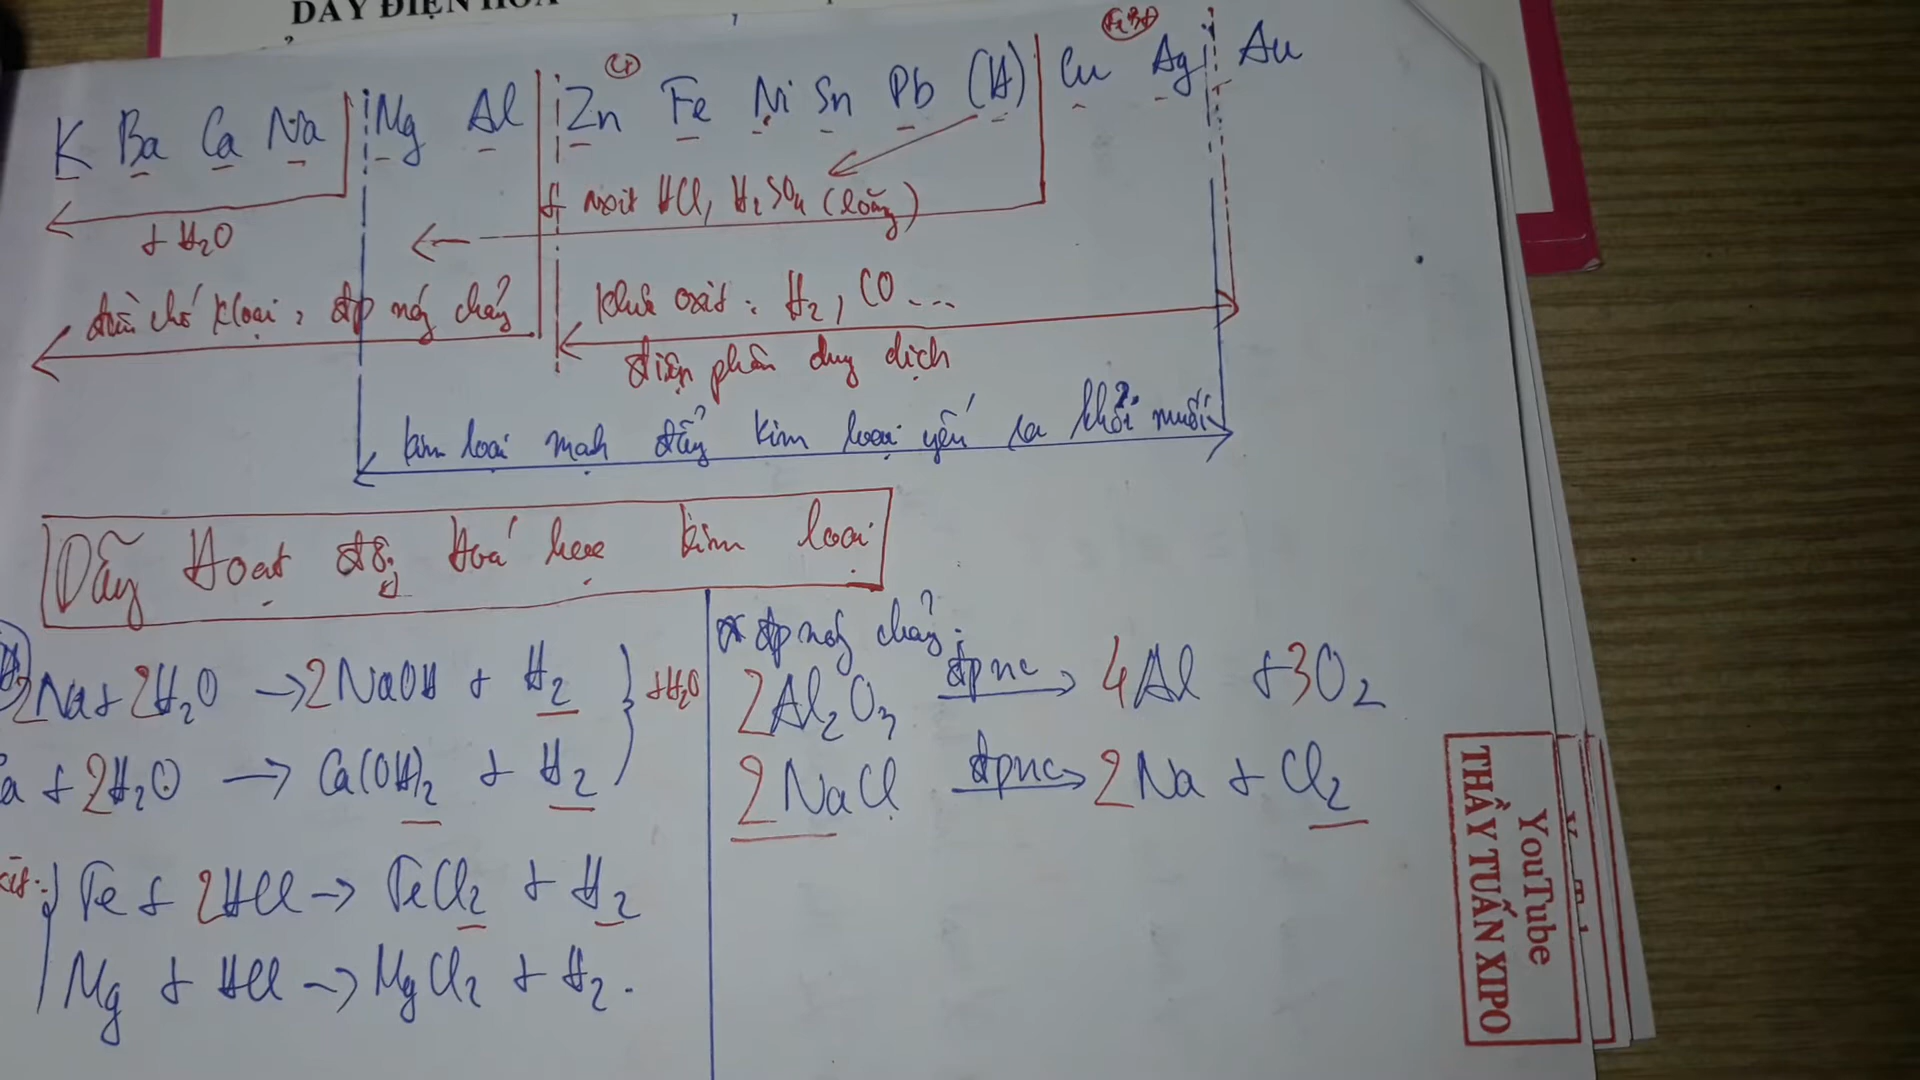 DÃY ĐIỆN HÓA
K Ba Ca Na Mg Al Zn (Cr) Fe Ni Sn Pb (H) Cu (Fe3+) Ag Au
+ H2O
+ axit HCl, H2SO4 (loãng)
điều chế kloại : đp nóng chảy
khử oxit : H2, CO ...
điện phân dung dịch
kim loại mạnh đẩy kim loại yếu ra khỏi muối
Dãy Hoạt động Hoá học kim loại
2Na + 2H2O → 2NaOH + H2
a + 2H2O → Ca(OH)2 + H2
+H2O
Fe + 2HCl → FeCl2 + H2
Mg + HCl → MgCl2 + H2.
* đp nóng chảy:
2Al2O3 đpnc → 4Al + 3O2
2NaCl đpnc → 2Na + Cl2
YouTube
THẦY TUẤN XIPO